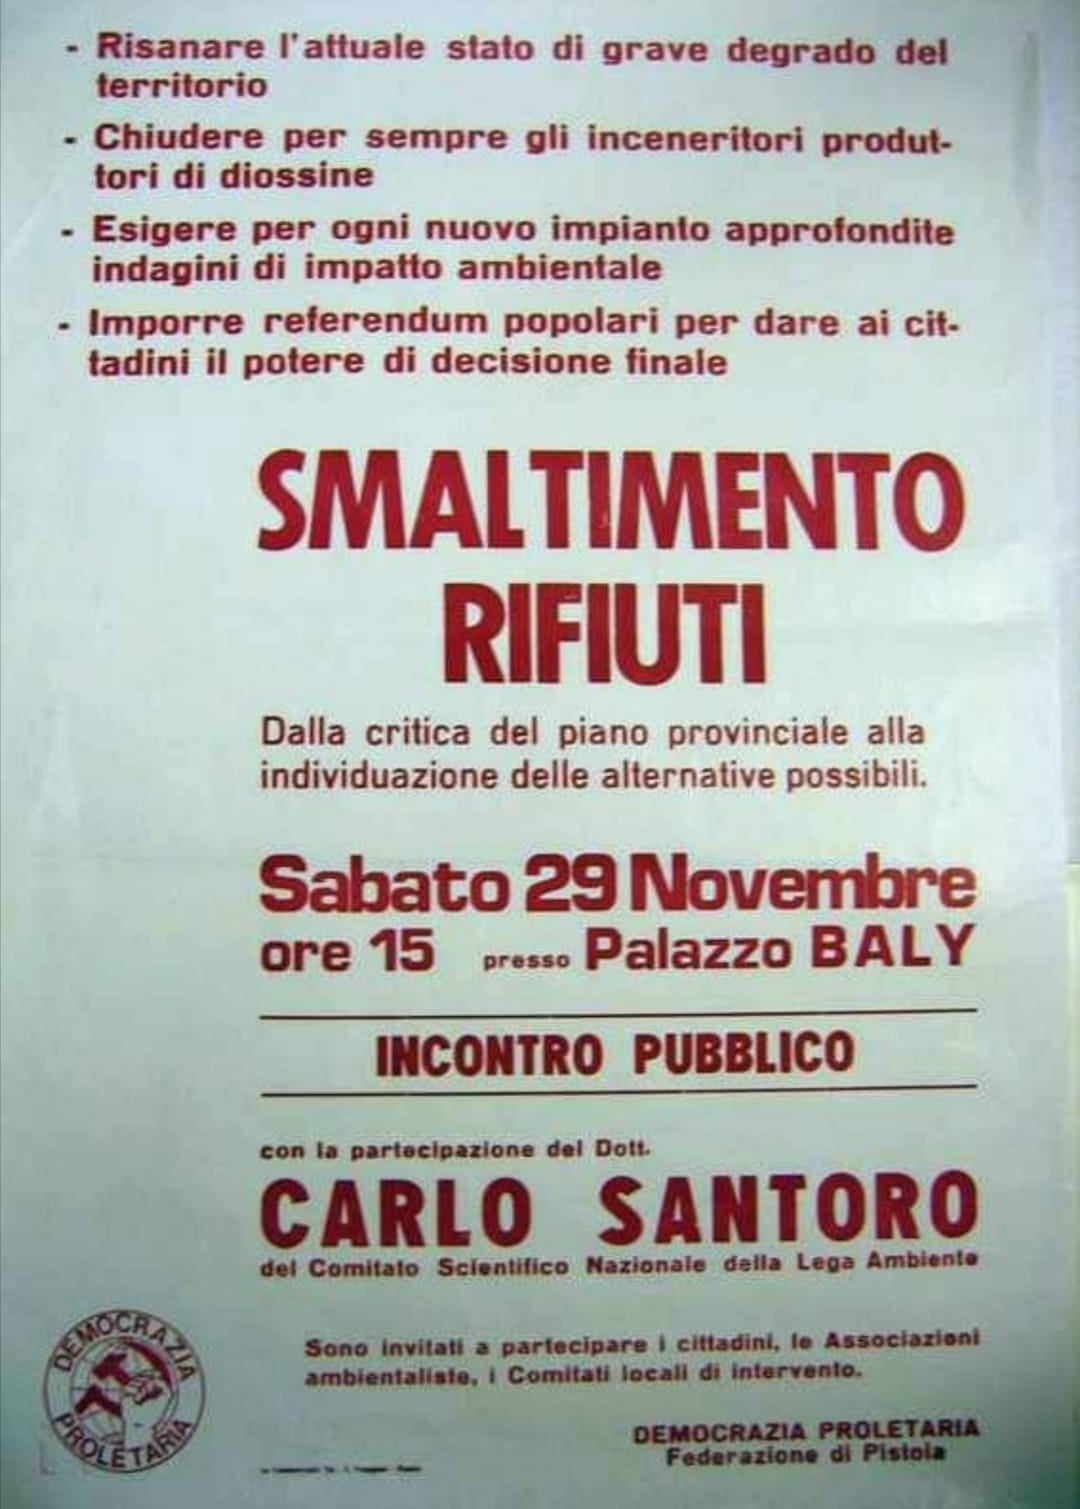 - Risanare l'attuale stato di grave degrado del
territorio
- Chiudere per sempre gli inceneritori produt-
tori di diossine
- Esigere per ogni nuovo impianto approfondite
indagini di impatto ambientale
- Imporre referendum popolari per dare ai cit-
tadini il potere di decisione finale
SMALTIMENTO
RIFIUTI
Dalla critica del piano provinciale alla
individuazione delle alternative possibili.
Sabato 29 Novembre
ore 15 presso Palazzo BALY
INCONTRO PUBBLICO
con la partecipazione del Dott.
CARLO SANTORO
del Comitato Scientifico Nazionale della Lega Ambiente
Sono invitati a partecipare i cittadini, le Associazioni
ambientaliste, i Comitati locali di intervento.
DEMOCRAZIA PROLETARIA
DEMOCRAZIA PROLETARIA
Federazione di Pistoia